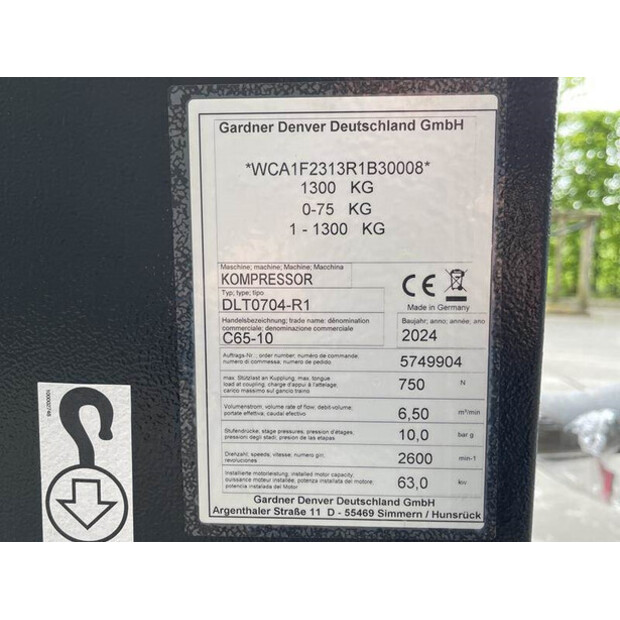 Gardner Denver Deutschland GmbH
*WCA1F2313R1B30008*
1300 KG
0-75 KG
1 - 1300 KG
Maschine; machine; Machine; Macchina
KOMPRESSOR
Typ; type; tipo
DLT0704-R1
Handelsbezeichnung; trade name; dénomination
commerciale; denominazione commerciale
C65-10
CE
Made in Germany
Baujahr; anno; année; ano
2024
Auftrags-Nr.; order number; numéro de commande;
numero di commessa; numero de pedido.
5749904
max. Stützlast an Kupplung, max. tongue
load at coupling, charge d'appui à l'attelage;
carico massimo sul gancio traino
750 N
Volumenstrom; volume rate of flow; debit-volume;
portate effettiva; caudal efectivo
6,50 m³/min
Stufendrücke, stage pressures, pression d'étages,
pressioni degli stadi, presion de las etapas
10,0 bar g
Drehzahl; speeds; vitesse; numero giri;
revoluciones
2600 min-1
Installierte motorleistung, installed motor capacity,
puissance moteur installée, potenza installata del motore,
potencia instalada del Motor
63,0 kw
Gardner Denver Deutschland GmbH
Argenthaler Straße 11 D - 55469 Simmern / Hunsrück
100002748